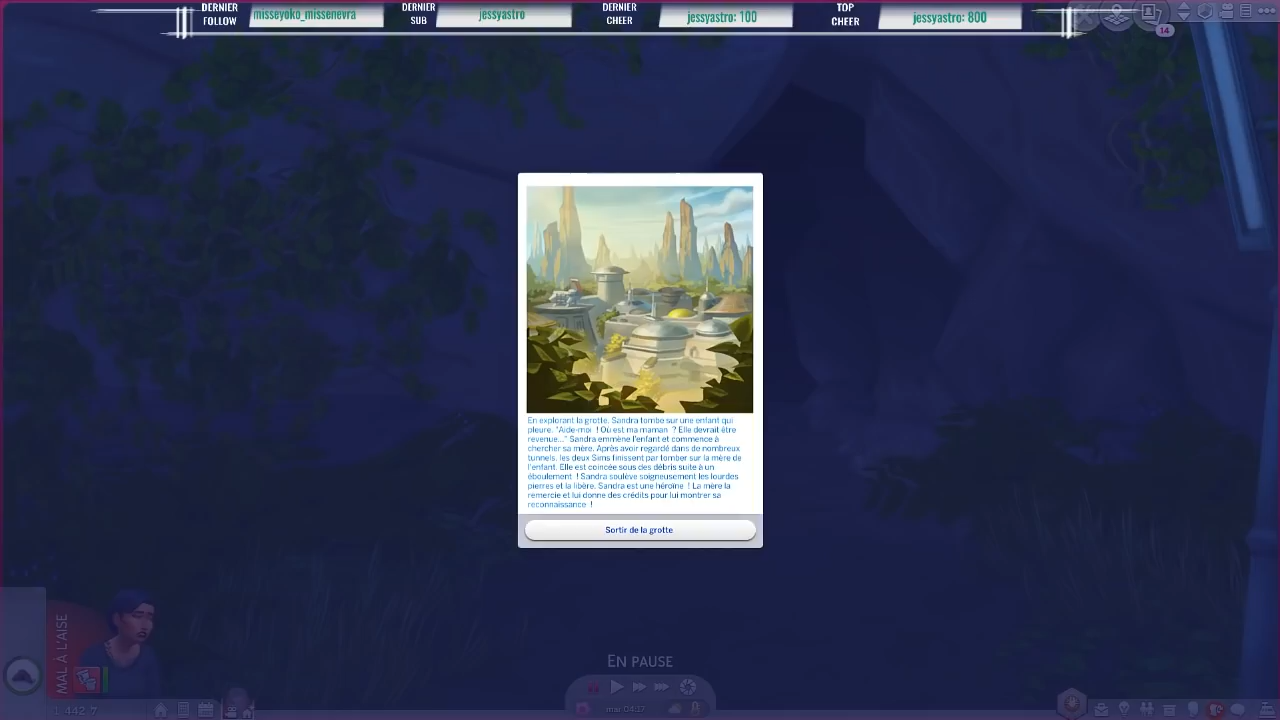 DERNIER FOLLOW
misseyoko_missenevra
DERNIER SUB
jessyastro
DERNIER CHEER
jessyastro: 100
TOP CHEER
jessyastro: 800
14
En explorant la grotte, Sandra tombe sur une enfant qui
pleure. "Aide-moi ! Où est ma maman ? Elle devrait être
revenue..." Sandra emmène l'enfant et commence à
chercher sa mère. Après avoir regardé dans de nombreux
tunnels, les deux Sims finissent par tomber sur la mère de
l'enfant. Elle est coincée sous des débris suite à un
éboulement ! Sandra soulève soigneusement les lourdes
pierres et la libère. Sandra est une héroïne ! La mère la
remercie et lui donne des crédits pour lui montrer sa
reconnaissance !
Sortir de la grotte
MAL À L'AISE
EN PAUSE
mar. 04:17